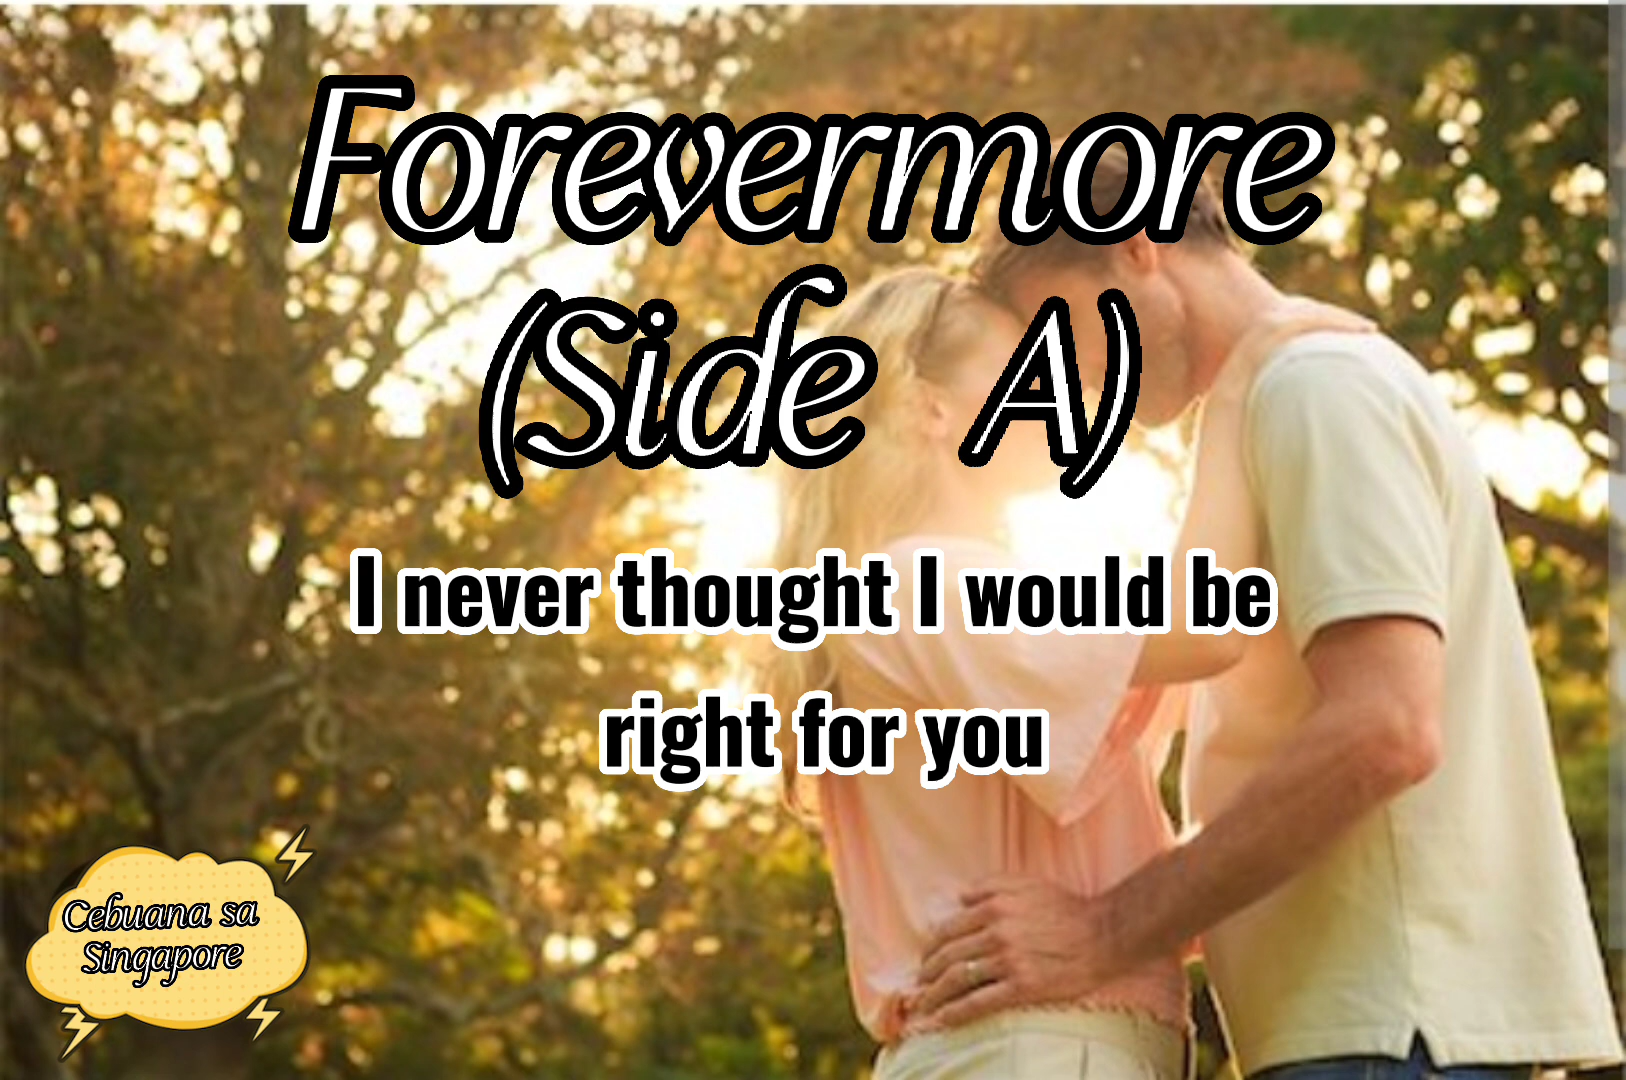 Forevermore
(Side A)
I never thought I would be
right for you
Cebuana sa
Singapore